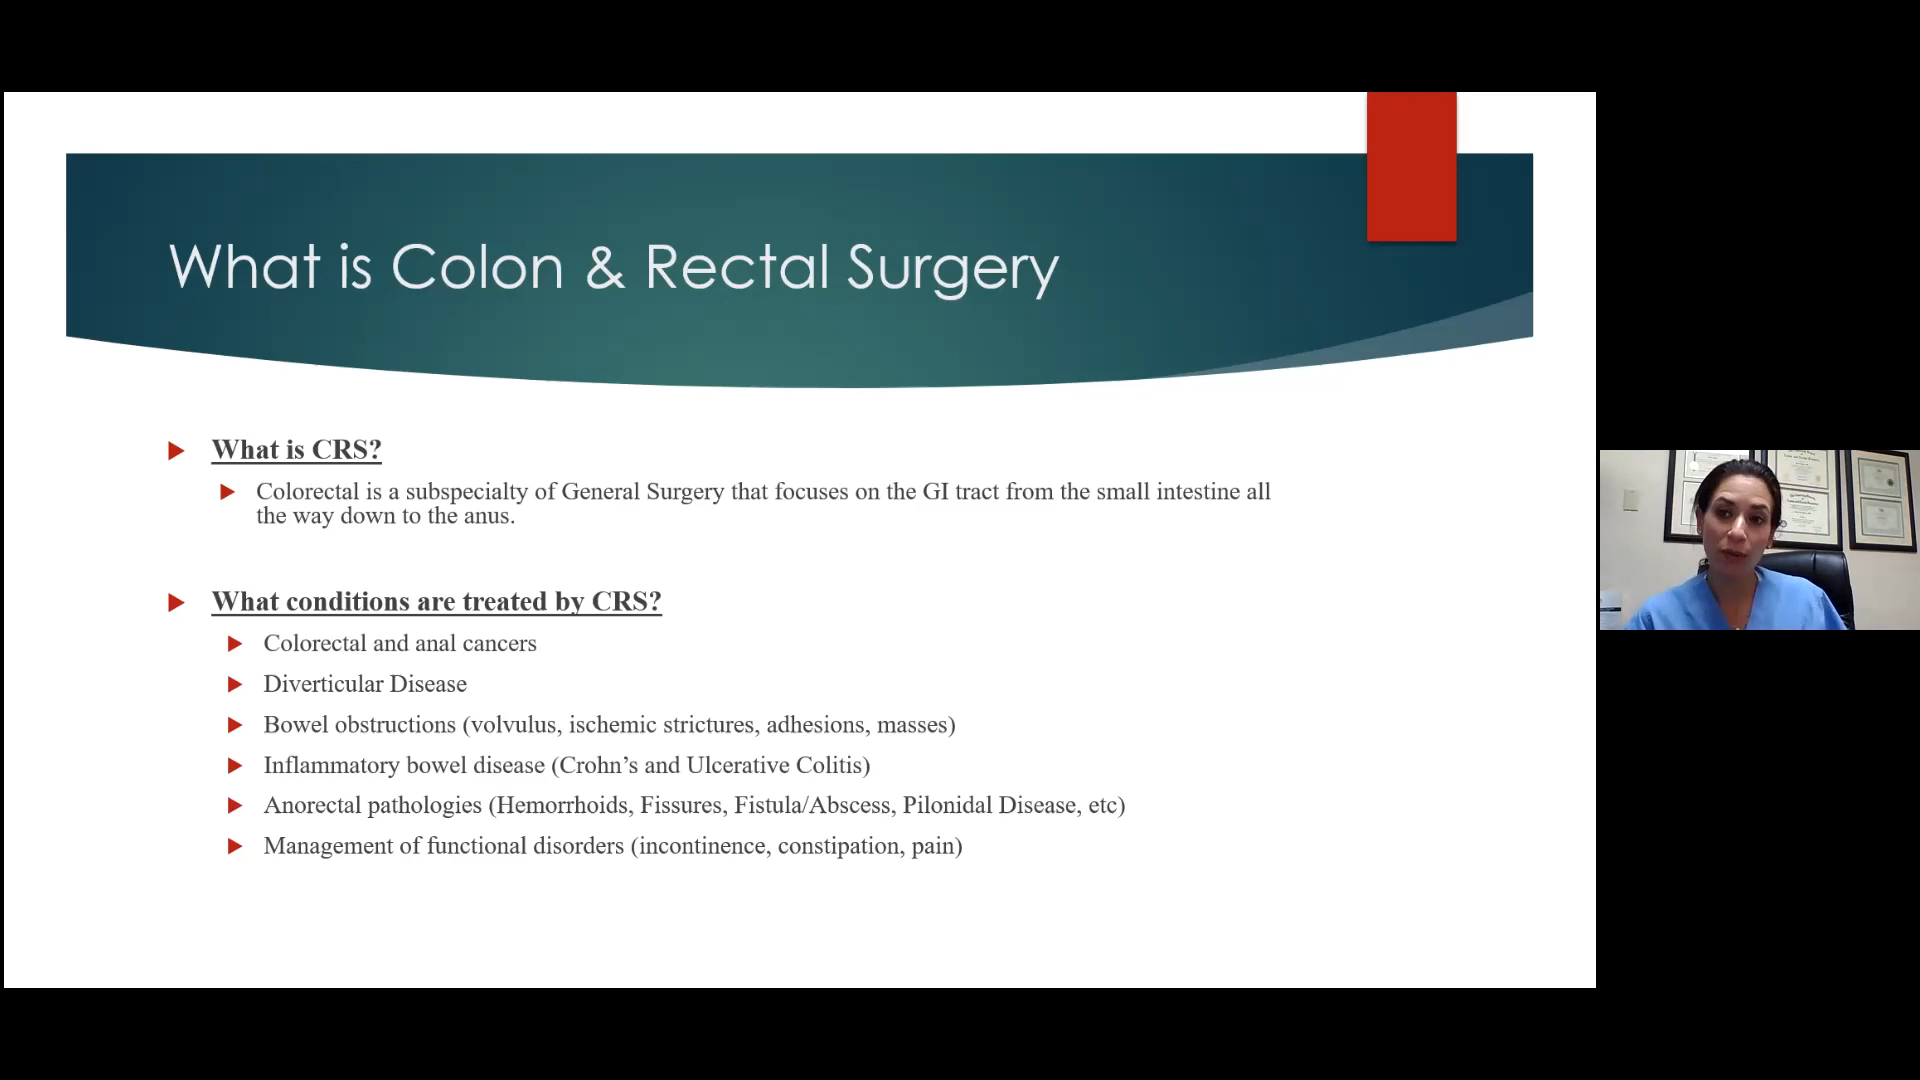 What is Colon & Rectal Surgery
What is CRS?
Colorectal is a subspecialty of General Surgery that focuses on the GI tract from the small intestine all
the way down to the anus.
What conditions are treated by CRS?
Colorectal and anal cancers
Diverticular Disease
Bowel obstructions (volvulus, ischemic strictures, adhesions, masses)
Inflammatory bowel disease (Crohn’s and Ulcerative Colitis)
Anorectal pathologies (Hemorrhoids, Fissures, Fistula/Abscess, Pilonidal Disease, etc)
Management of functional disorders (incontinence, constipation, pain)